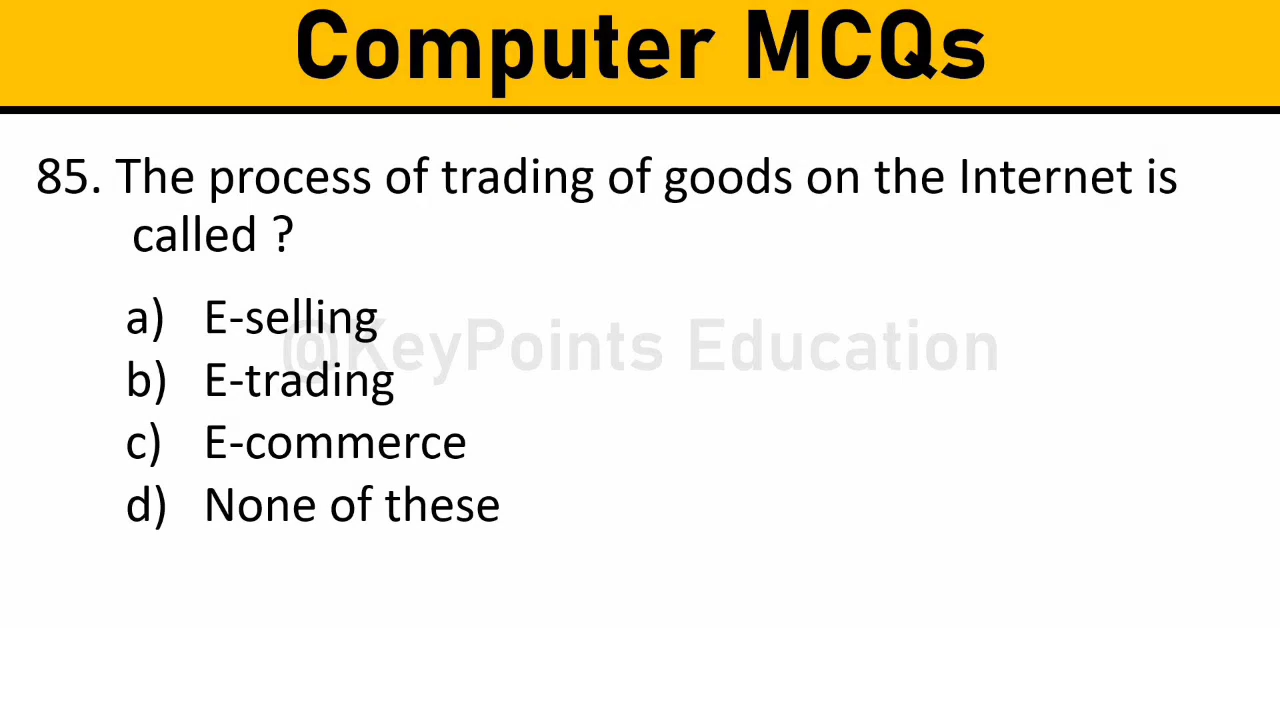 Computer MCQs
85. The process of trading of goods on the Internet is
called ?
a) E-selling
@KeyPoints Education
b) E-trading
c) E-commerce
d) None of these